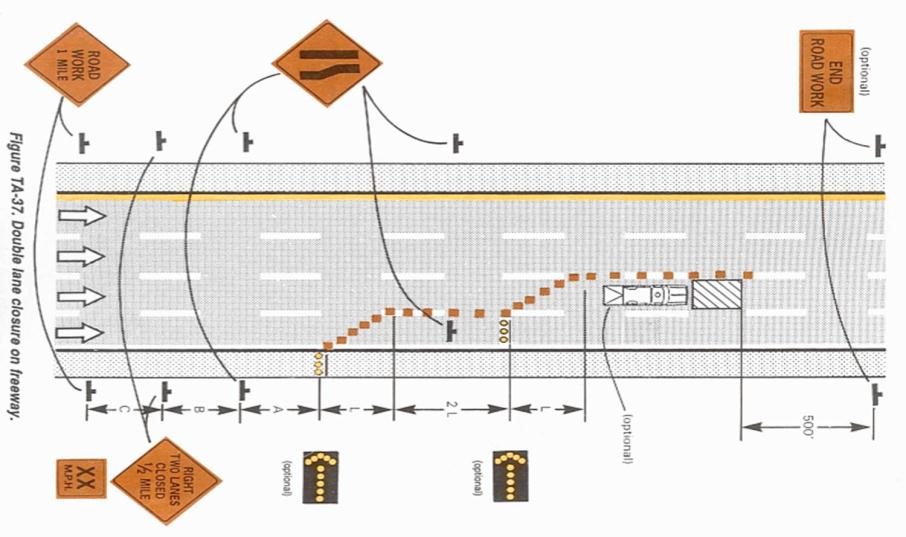 ROAD
WORK
1 MILE
(optional)
END
ROAD WORK
Figure TA-37. Double lane closure on freeway.
C
B
A
L
2 L
L
500'
(optional)
(optional)
(optional)
RIGHT
TWO LANES
CLOSED
1/2 MILE
XX
M.P.H.